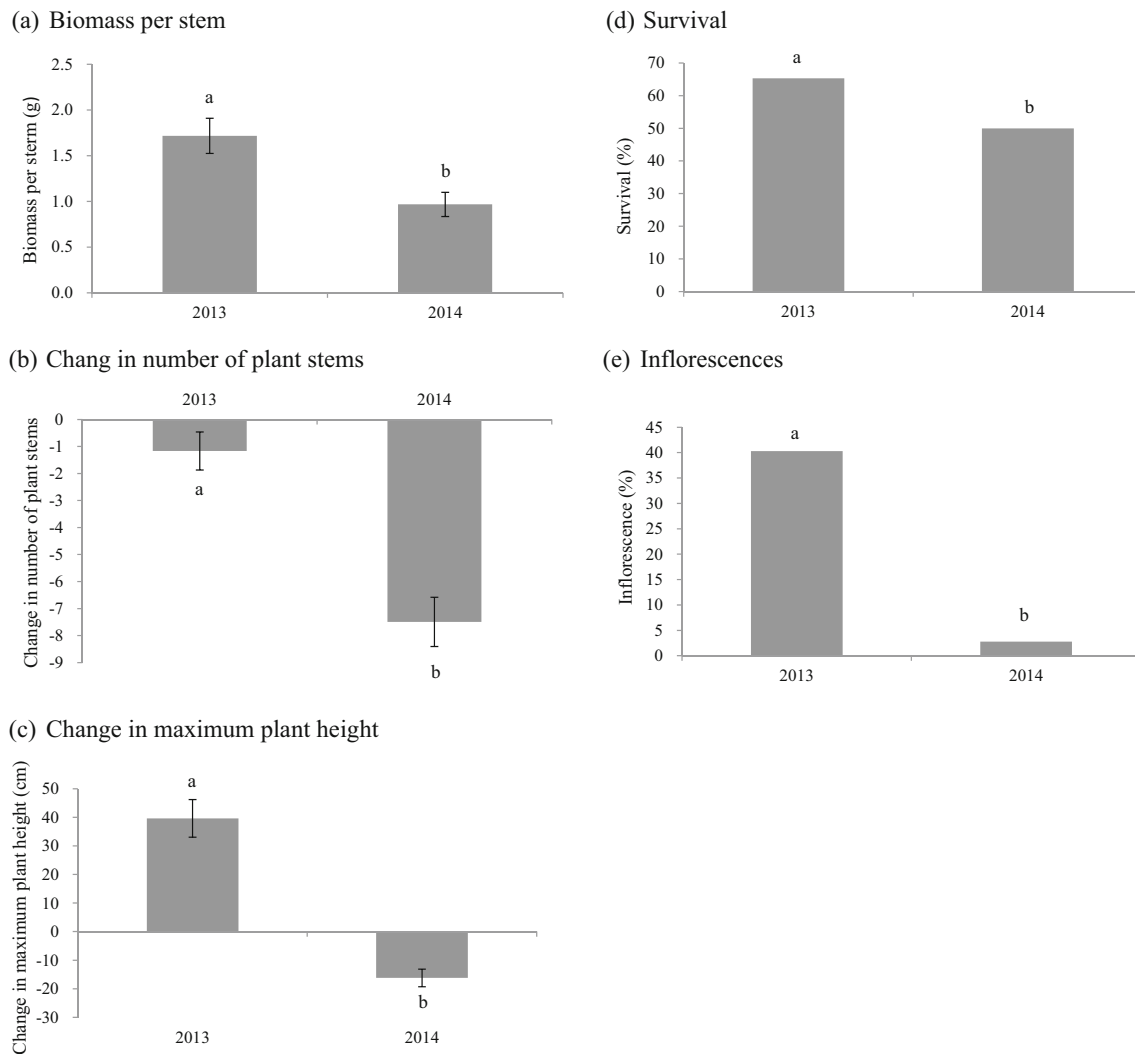 (a) Biomass per stem
Biomass per sterm (g)
2.5
2.0
1.5
1.0
0.5
0.0
a
b
2013 2014
(b) Chang in number of plant stems
Change in number of plant stems
2013 2014
0
-1
-2
-3
-4
-5
-6
-7
-8
-9
a
b
(c) Change in maximum plant height
Change in maximum plant height (cm)
50
40
30
20
10
0
-10
-20
-30
a
b
2013 2014
(d) Survival
Survival (%)
70
60
50
40
30
20
10
0
a
b
2013 2014
(e) Inflorescences
Inflorescence (%)
45
40
35
30
25
20
15
10
5
0
a
b
2013 2014